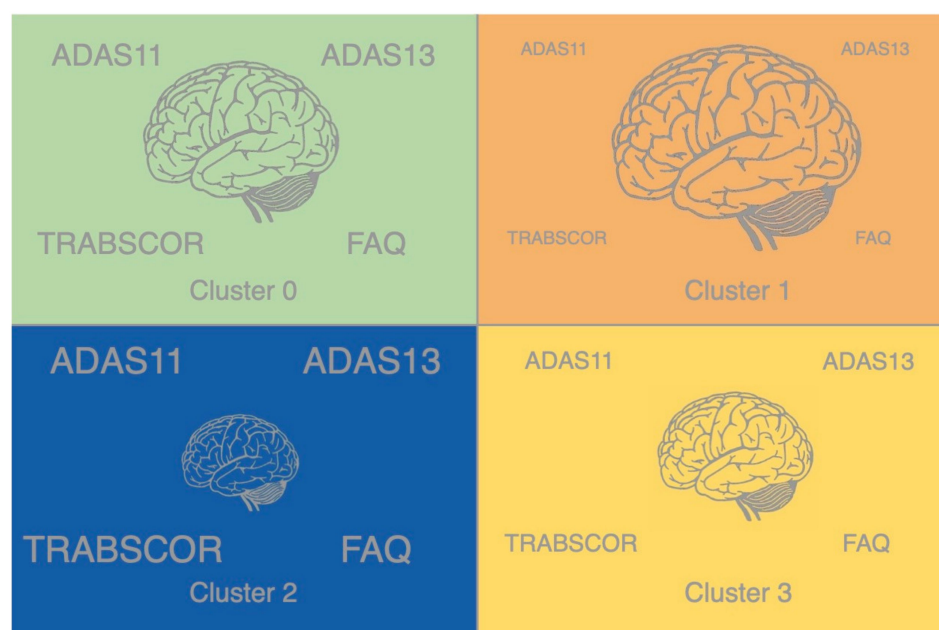 ADAS11 ADAS13
TRABSCOR FAQ
Cluster 0
ADAS11 ADAS13
TRABSCOR FAQ
Cluster 1
ADAS11 ADAS13
TRABSCOR FAQ
Cluster 2
ADAS11 ADAS13
TRABSCOR FAQ
Cluster 3